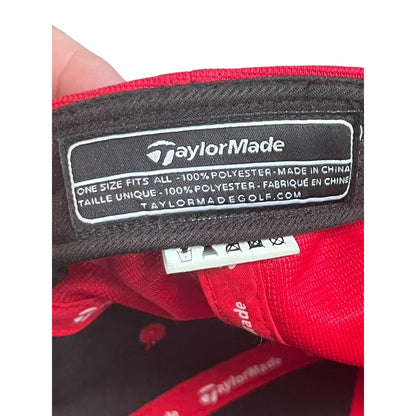 TaylorMade
ONE SIZE FITS ALL - 100% POLYESTER - MADE IN CHINA
TAILLE UNIQUE - 100% POLYESTER - FABRIQUÉ EN CHINE
TAYLORMADEGOLF.COM
TaylorMade
TaylorMade